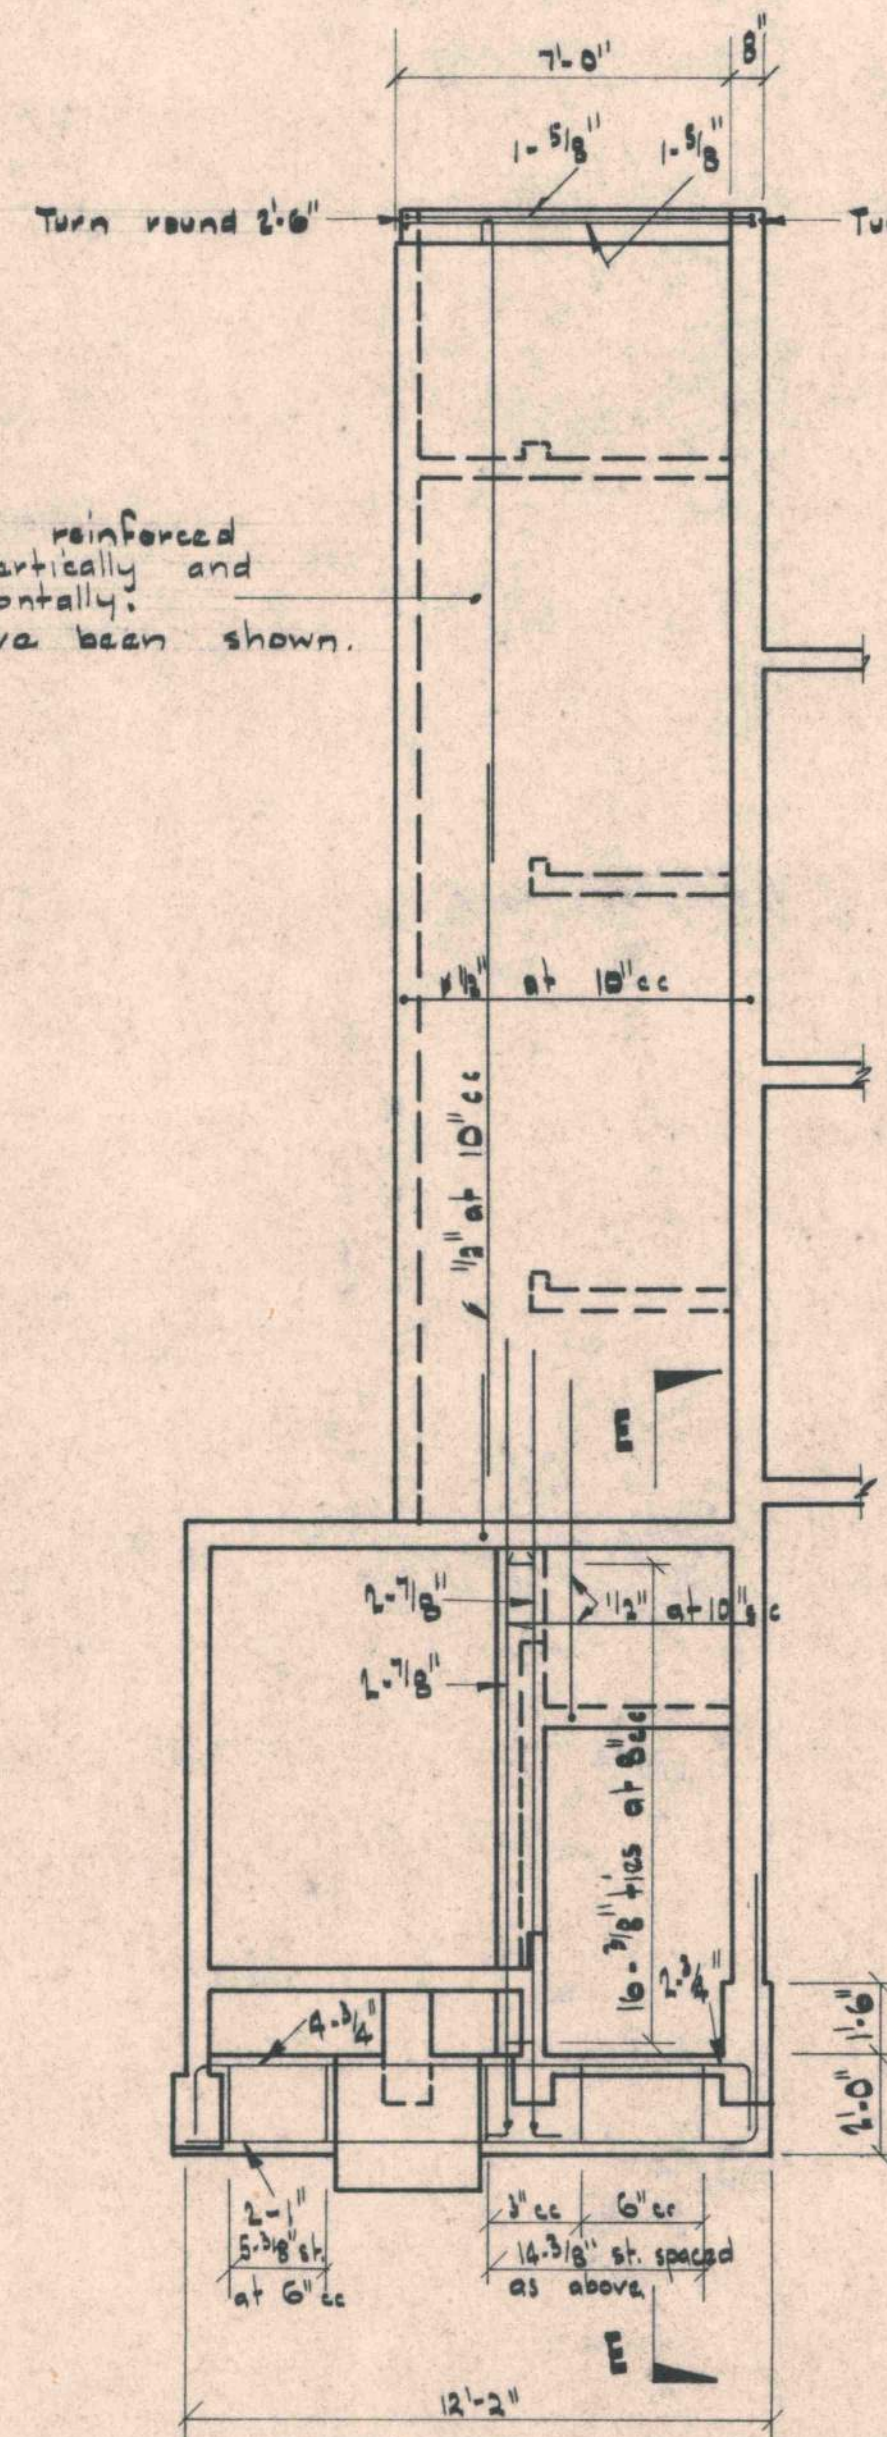 7'-0" 8"
1-5/8" 1-5/8"
Turn round 2'-6"
Tu
reinforced
ertically and
ontally.
ve been shown.
1/2" at 10"cc
1/2" at 10"cc
E
2-7/8"
1/2" at 10"cc
2-7/8"
16-3/8" ties at 8"cc
2-3/4"
4-3/4"
1'-6"
2'-0"
2-1"
5-3/8" st.
at 6"cc
3"cc 6"cc
14-3/8" st. spaced
as above
E
12'-2"